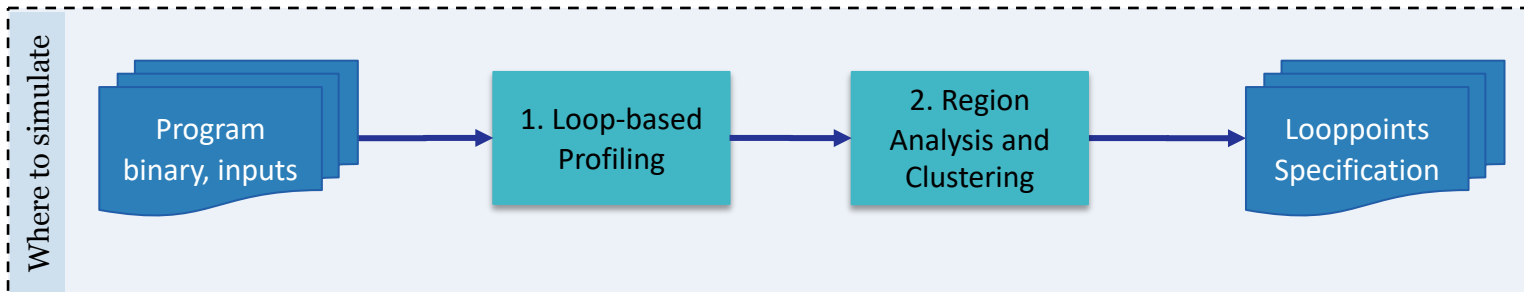 Where to simulate
Program
binary, inputs
1. Loop-based
Profiling
2. Region
Analysis and
Clustering
Looppoints
Specification